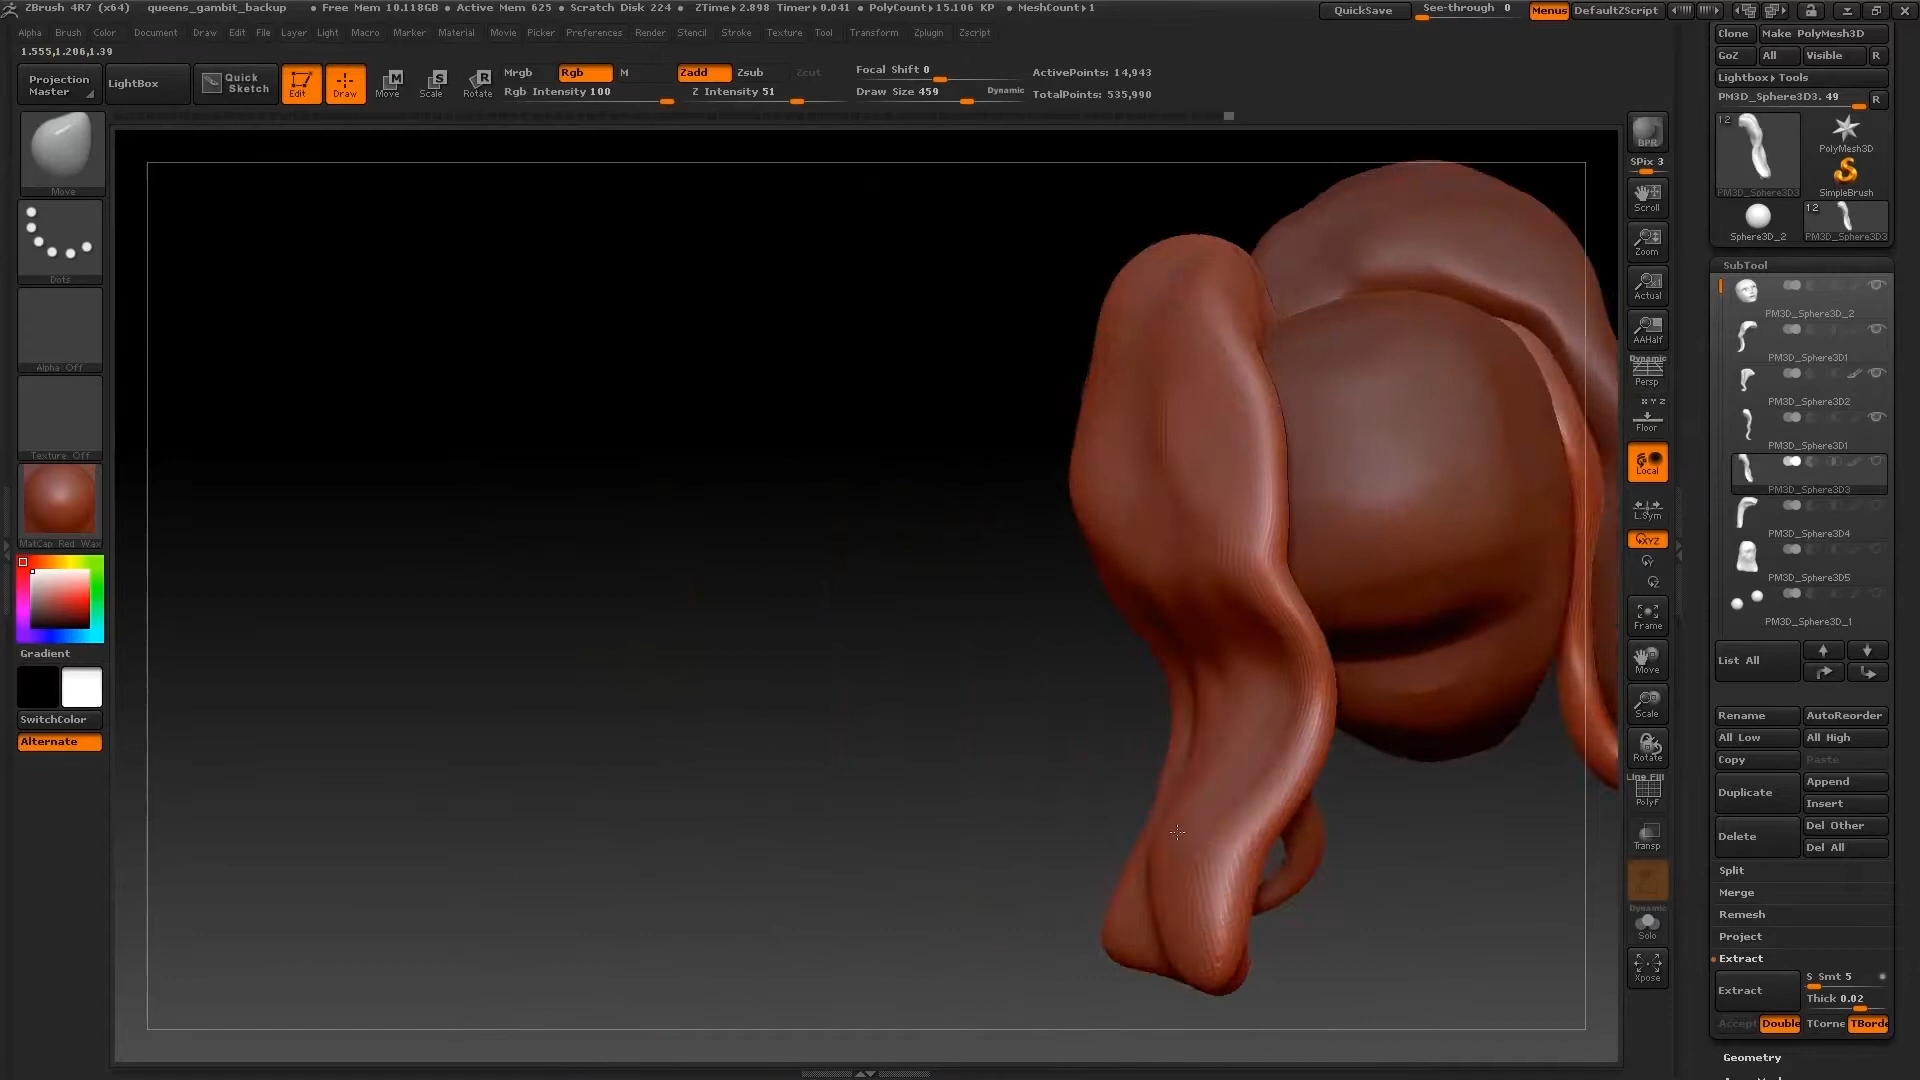 ZBrush 4R7 (x64) queens_gambit_backup • Free Mem 10.118GB • Active Mem 625 • Scratch Disk 224 • ZTime▸2.898 Timer▸0.041 • PolyCount▸15.106 KP • MeshCount▸1 QuickSave See-through 0 Menus DefaultZScript
Alpha Brush Color Document Draw Edit File Layer Light Macro Marker Material Movie Picker Preferences Render Stencil Stroke Texture Tool Transform Zplugin Zscript
1.555,1.206,1.39
Projection
Master
LightBox
Quick
Sketch
Edit
Draw
Move
Scale
Rotate
Mrgb Rgb M
Rgb Intensity 100
Zadd Zsub Zcut
Z Intensity 51
Focal Shift 0
Draw Size 459 Dynamic
ActivePoints: 14,943
TotalPoints: 535,990
Move
Dots
Alpha Off
Texture Off
MatCap Red Wax
Gradient
SwitchColor
Alternate
BPR
SPix 3
Scroll
Zoom
Actual
AAHalf
Dynamic
Persp
X Y Z
Floor
Local
L.Sym
XYZ
Y
Z
Frame
Move
Scale
Rotate
Line Fill
PolyF
Transp
Dynamic
Solo
Xpose
Clone Make PolyMesh3D
GoZ All Visible R
Lightbox▸Tools
PM3D_Sphere3D3. 49 R
12
PM3D_Sphere3D3
PolyMesh3D
SimpleBrush
Sphere3D_2
12
PM3D_Sphere3D3
SubTool
PM3D_Sphere3D_2
PM3D_Sphere3D1
PM3D_Sphere3D2
PM3D_Sphere3D1
PM3D_Sphere3D3
PM3D_Sphere3D4
PM3D_Sphere3D5
PM3D_Sphere3D_1
List All
Rename AutoReorder
All Low All High
Copy Paste
Duplicate Append
Insert
Delete Del Other
Del All
Split
Merge
Remesh
Project
Extract
Extract S Smt 5
Thick 0.02
Accept Double TCorne TBorde
Geometry